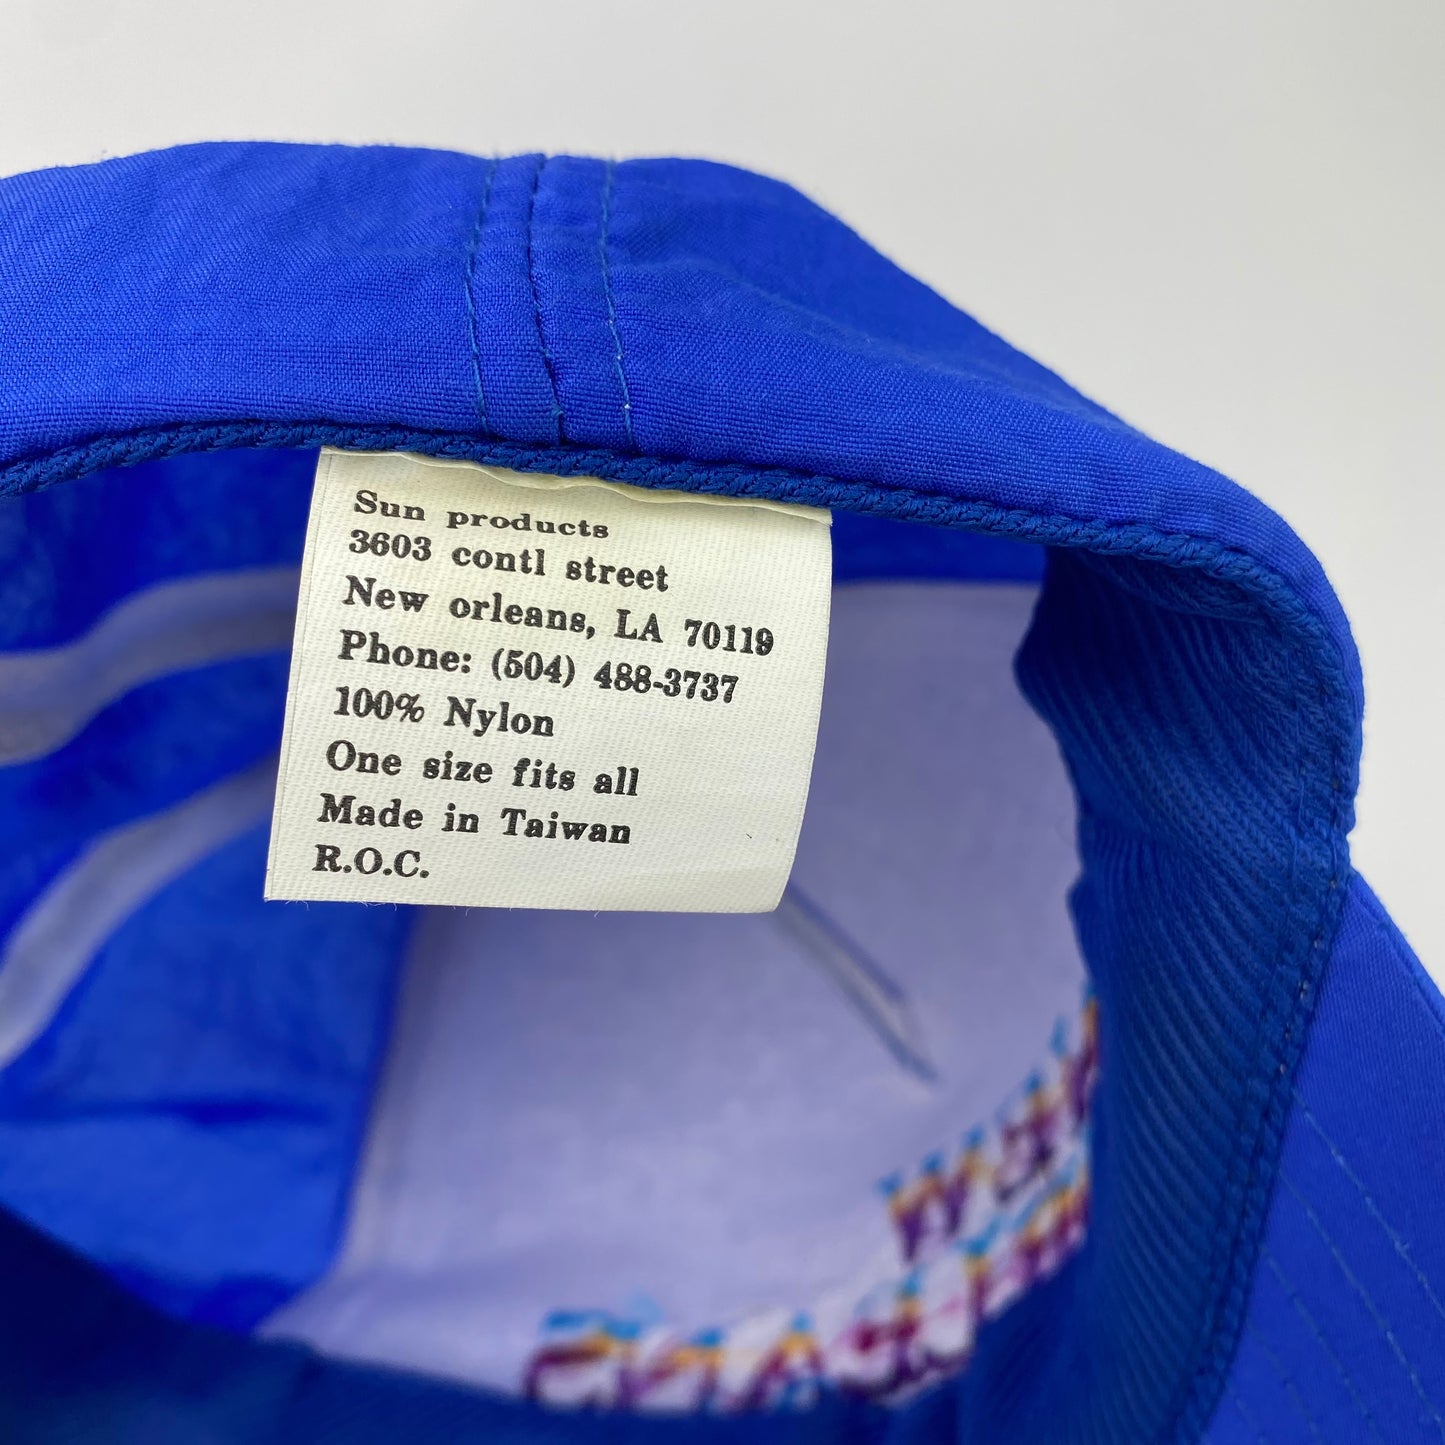 Sun products
3603 contl street
New orleans, LA 70119
Phone: (504) 488-3737
100% Nylon
One size fits all
Made in Taiwan
R.O.C.